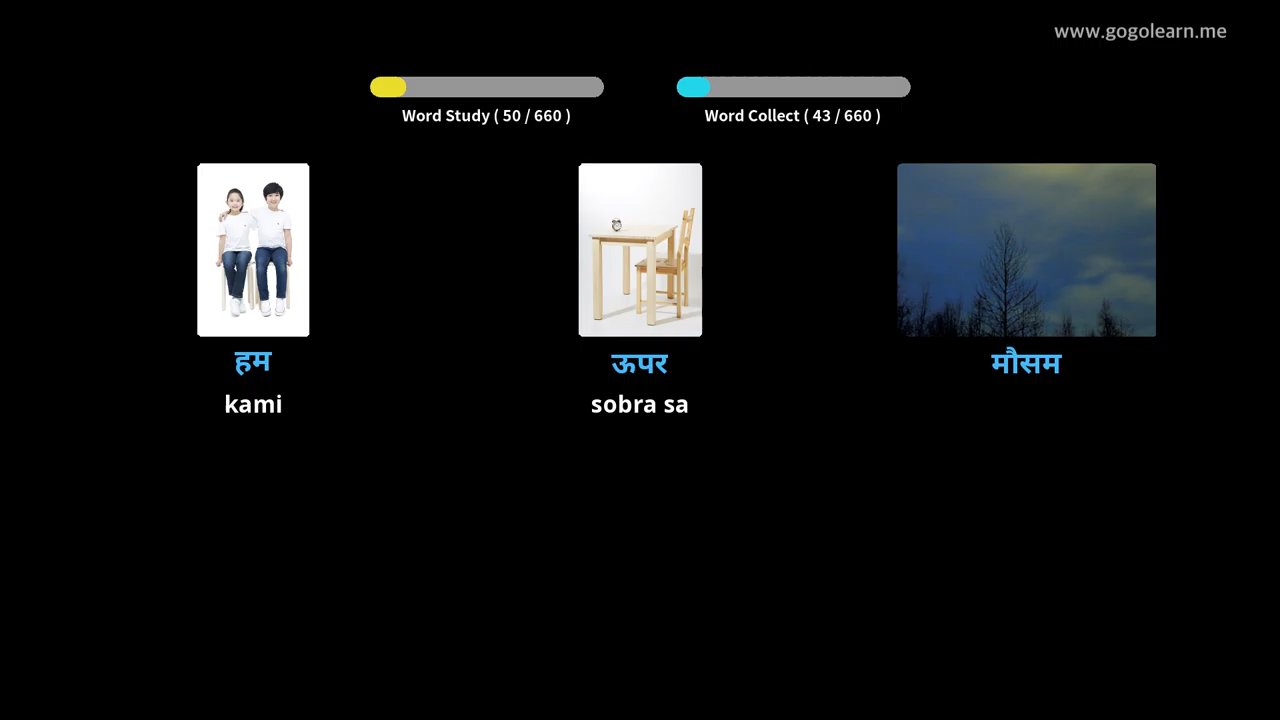 www.gogolearn.me
Word Study ( 50 / 660 )
Word Collect ( 43 / 660 )
हम
ऊपर
मौसम
kami
sobra sa